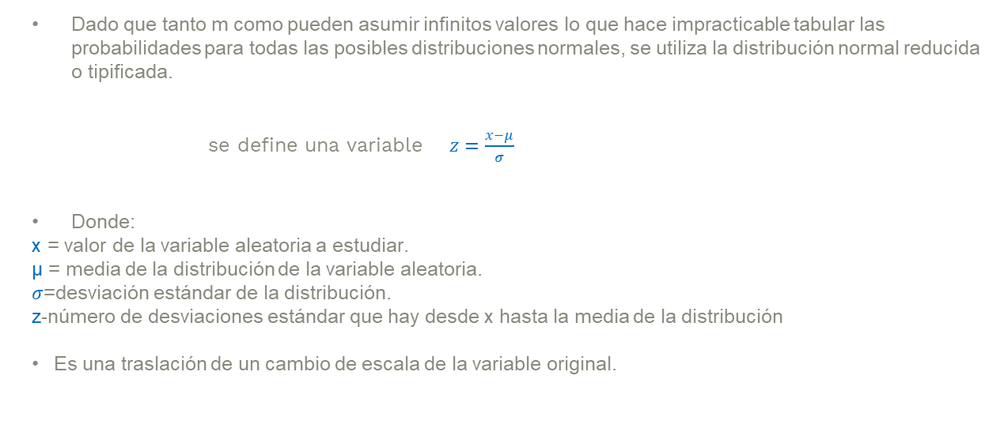 • Dado que tanto m como pueden asumir infinitos valores lo que hace impracticable tabular las
probabilidades para todas las posibles distribuciones normales, se utiliza la distribución normal reducida
o tipificada.
se define una variable z = (x−μ)/σ
• Donde:
x = valor de la variable aleatoria a estudiar.
μ = media de la distribución de la variable aleatoria.
σ=desviación estándar de la distribución.
z-número de desviaciones estándar que hay desde x hasta la media de la distribución
• Es una traslación de un cambio de escala de la variable original.